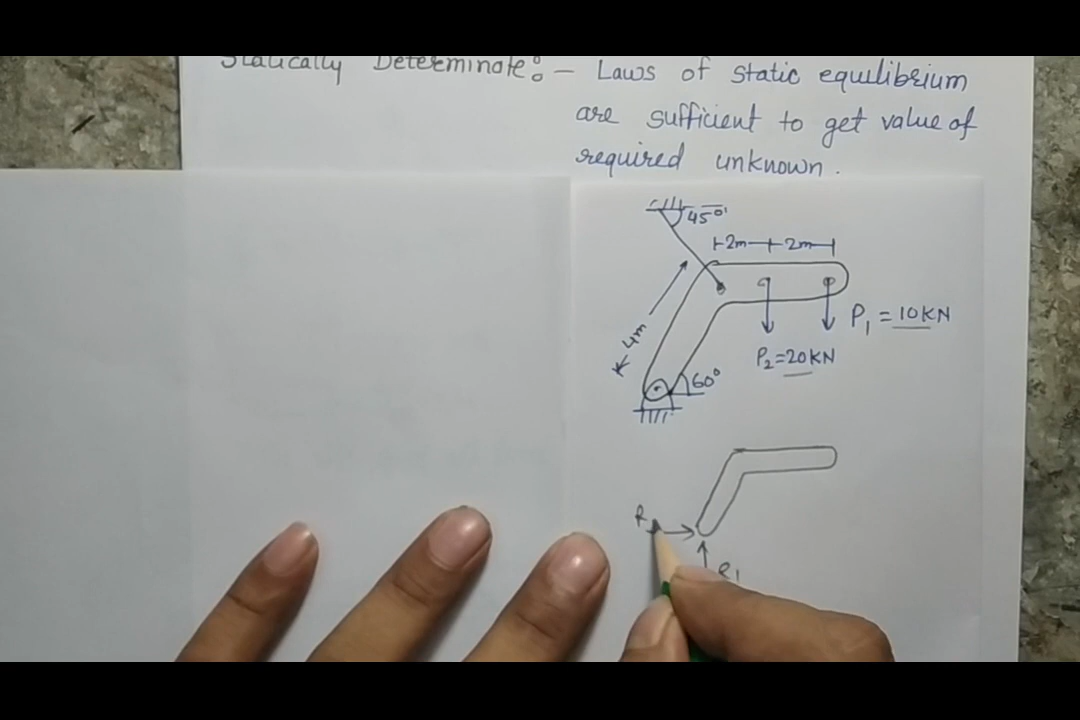 Statically Determinate:- Laws of static equilibrium
are sufficient to get value of
required unknown.
45°
2m 2m
4m
P1 = 10KN
P2=20KN
60°
R
R1